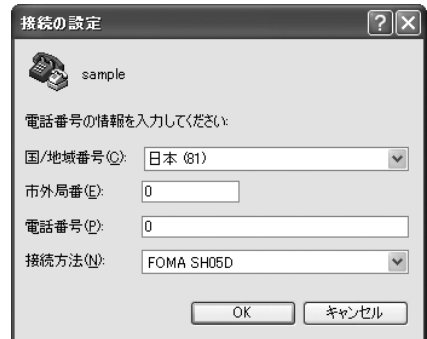 接続の設定
sample
電話番号の情報を入力してください:
国/地域番号(C): 日本 (81)
市外局番(E): 0
電話番号(P): 0
接続方法(N): FOMA SH05D
OK キャンセル